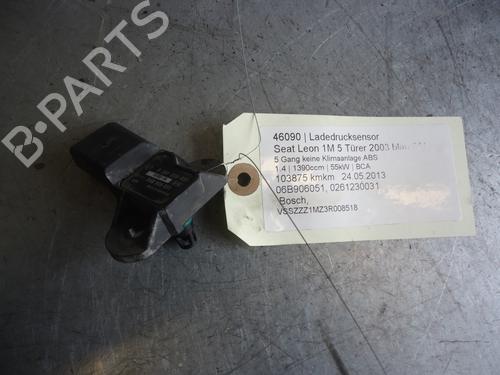 B-PARTS
46090 | Ladedrucksensor
Seat Leon 1M 5 Türer 2003
5 Gang keine Klimaanlage ABS
1,4 | 1390ccm | 55kW | BCA
103875 kmkm 24.05.2013
06B906051, 0261230031
Bosch,
VSSZZZ1MZ3R008518